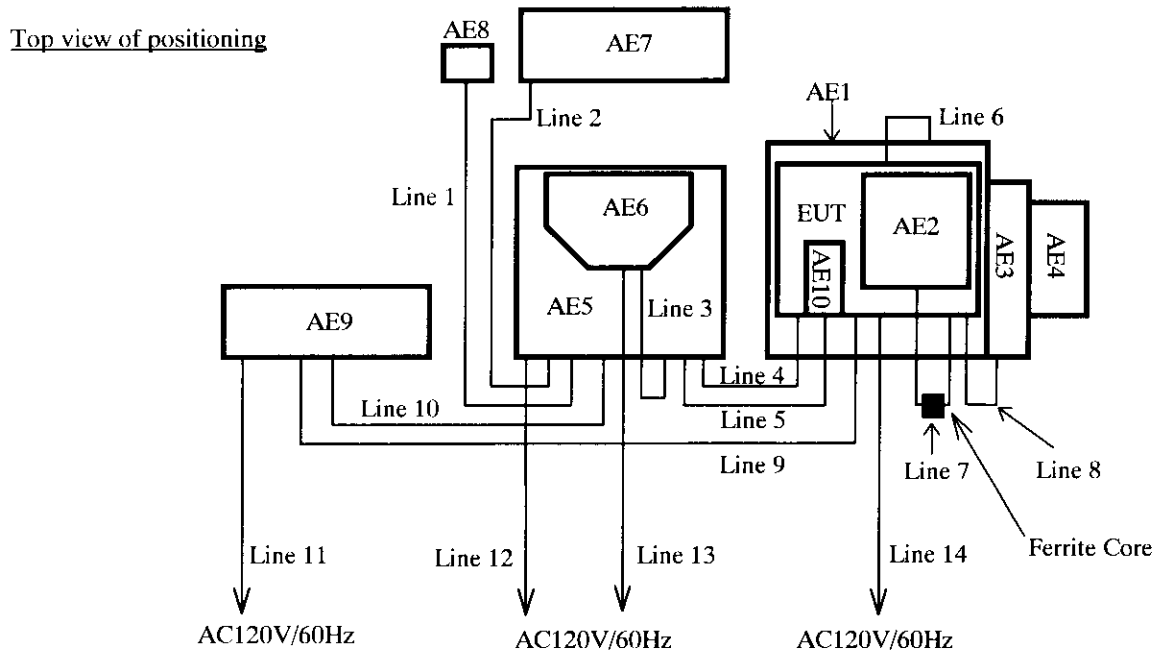 Top view of positioning
AE8
AE7
AE1
Line 6
Line 2
Line 1
AE6
EUT
AE2
AE3
AE4
AE10
AE9
AE5
Line 3
Line 4
Line 10
Line 5
Line 9
Line 7
Line 8
Line 11
Line 12
Line 13
Line 14
Ferrite Core
AC120V/60Hz
AC120V/60Hz
AC120V/60Hz